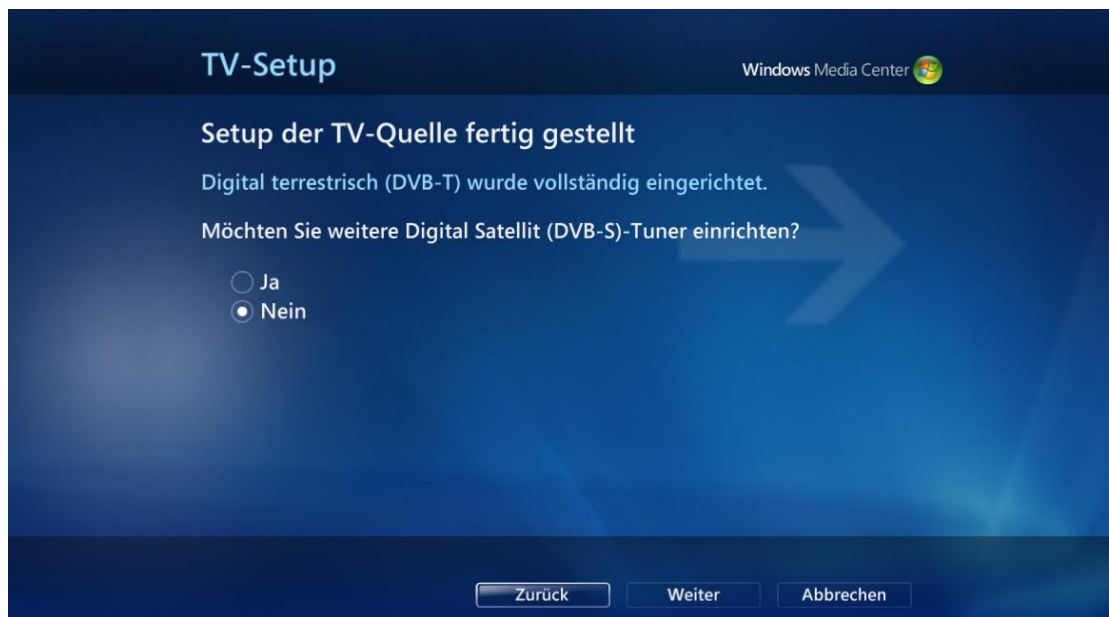 TV-Setup
Windows Media Center
Setup der TV-Quelle fertig gestellt
Digital terrestrisch (DVB-T) wurde vollständig eingerichtet.
Möchten Sie weitere Digital Satellit (DVB-S)-Tuner einrichten?
Ja
Nein
Zurück Weiter Abbrechen